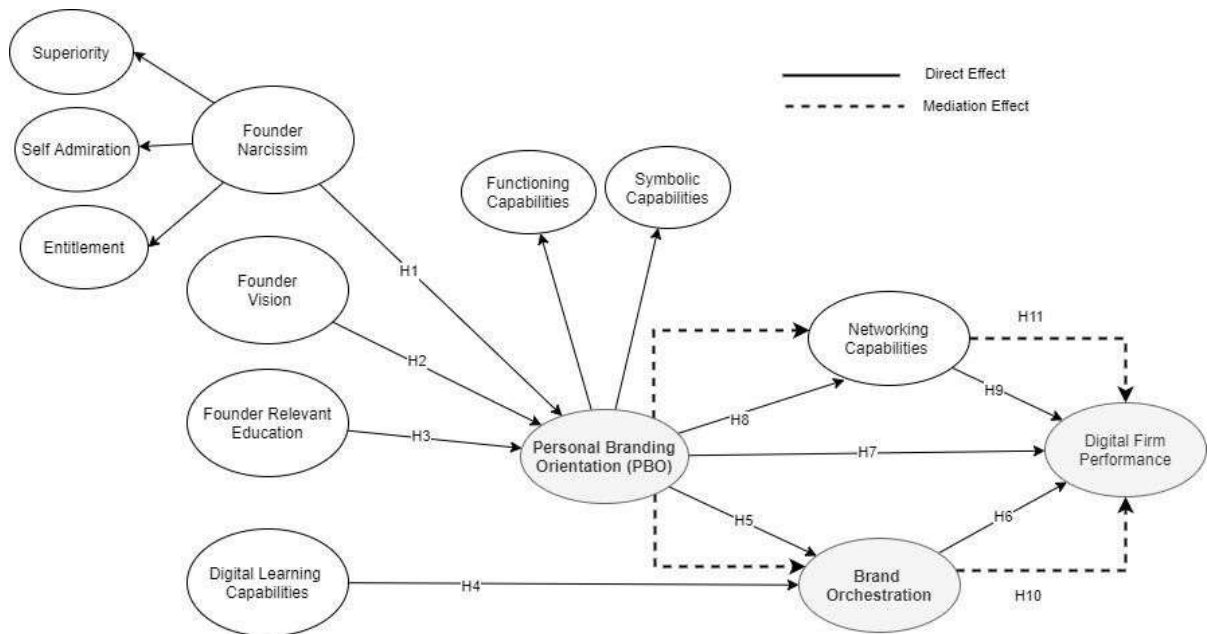 Superiority
Self Admiration
Entitlement
Founder
Narcissim
Direct Effect
Mediation Effect
Functioning
Capabilities
Symbolic
Capabilities
H1
Founder
Vision
H2
Founder Relevant
Education
H3
Personal Branding
Orientation (PBO)
Networking
Capabilities
H11
H8
H9
H7
Digital Firm
Performance
H5
H6
Digital Learning
Capabilities
H4
Brand
Orchestration
H10